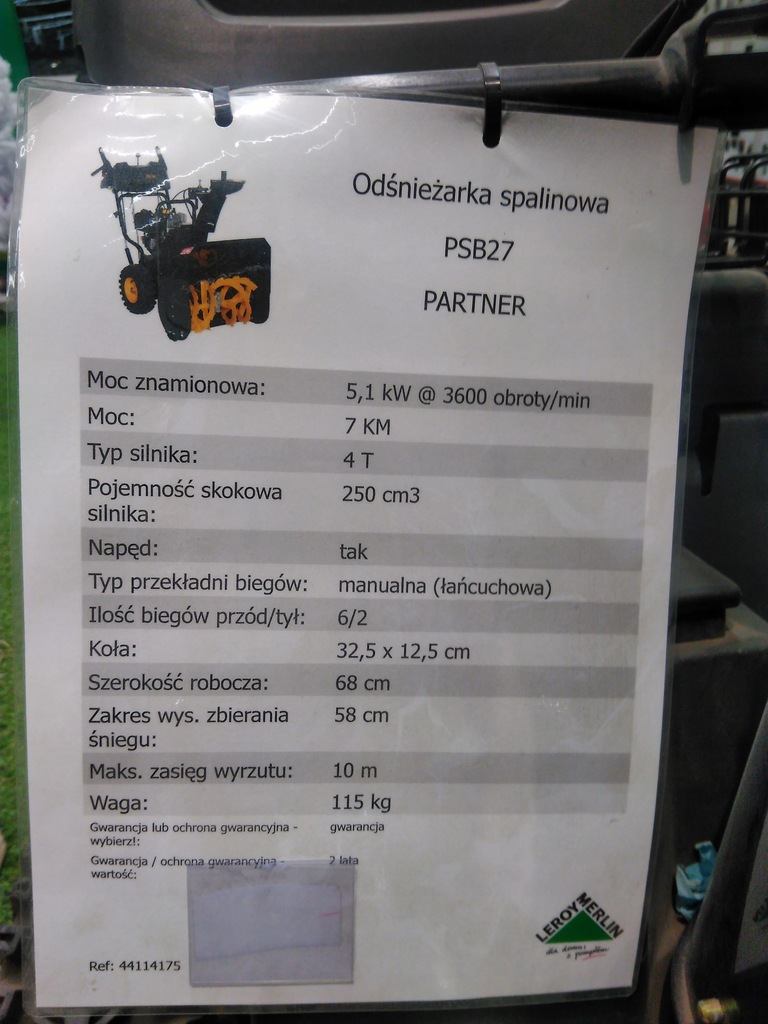 Odśnieżarka spalinowa
PSB27
PARTNER
Moc znamionowa: 5,1 kW @ 3600 obroty/min
Moc: 7 KM
Typ silnika: 4 T
Pojemność skokowa 250 cm3
silnika:
Napęd: tak
Typ przekładni biegów: manualna (łańcuchowa)
Ilość biegów przód/tył: 6/2
Koła: 32,5 x 12,5 cm
Szerokość robocza: 68 cm
Zakres wys. zbierania 58 cm
śniegu:
Maks. zasięg wyrzutu: 10 m
Waga: 115 kg
Gwarancja lub ochrona gwarancyjna - gwarancja
wybierz!:
Gwarancja / ochrona gwarancyjna - 2 lata
wartość:
LEROY MERLIN
dla domu i
z pomysłem
Ref: 44114175